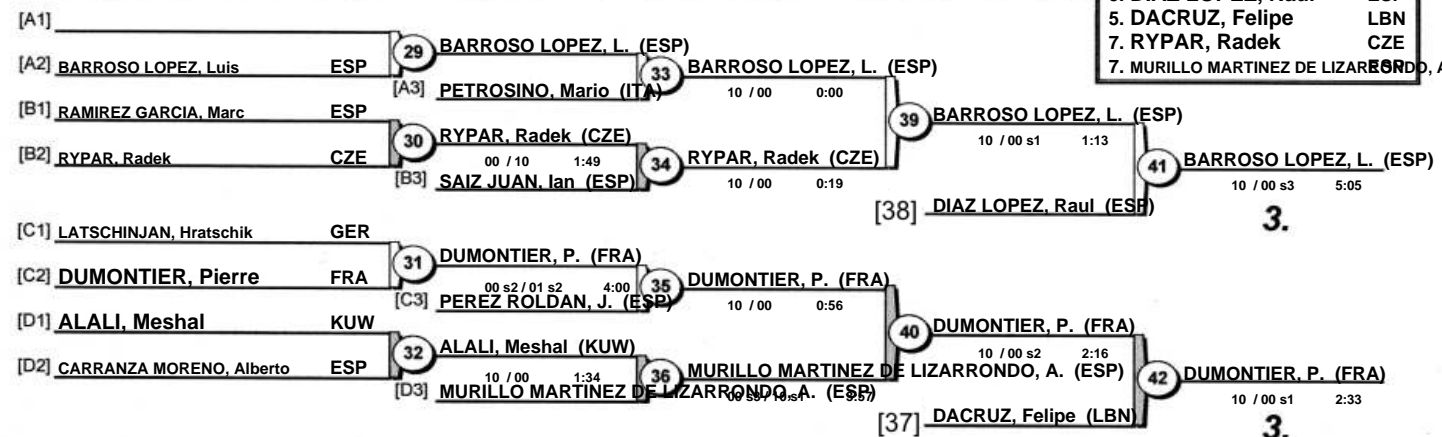 5. DACRUZ, Felipe LBN
7. RYPAR, Radek CZE
7. MURILLO MARTINEZ DE LIZARRONDO, A
[A1]
29
BARROSO LOPEZ, L. (ESP)
[A2] BARROSO LOPEZ, Luis ESP
33
BARROSO LOPEZ, L. (ESP)
[A3] PETROSINO, Mario (ITA)
10 / 00 0:00
[B1] RAMIREZ GARCIA, Marc ESP
39
BARROSO LOPEZ, L. (ESP)
30
RYPAR, Radek (CZE)
10 / 00 s1 1:13
[B2] RYPAR, Radek CZE
00 / 10 1:49
34
RYPAR, Radek (CZE)
41
BARROSO LOPEZ, L. (ESP)
[B3] SAIZ JUAN, Ian (ESP)
10 / 00 0:19
10 / 00 s3 5:05
[38] DIAZ LOPEZ, Raul (ESP)
3.
[C1] LATSCHINJAN, Hratschik GER
31
DUMONTIER, P. (FRA)
[C2] DUMONTIER, Pierre FRA
00 s2 / 01 s2 4:00
35
DUMONTIER, P. (FRA)
[C3] PEREZ ROLDAN, J. (ESP)
10 / 00 0:56
[D1] ALALI, Meshal KUW
40
DUMONTIER, P. (FRA)
32
ALALI, Meshal (KUW)
10 / 00 s2 2:16
[D2] CARRANZA MORENO, Alberto ESP
10 / 00 1:34
36
MURILLO MARTINEZ DE LIZARRONDO, A. (ESP)
42
DUMONTIER, P. (FRA)
[D3] MURILLO MARTINEZ DE LIZARRONDO, A. (ESP)
10 / 00 s1 2:33
[37] DACRUZ, Felipe (LBN)
3.